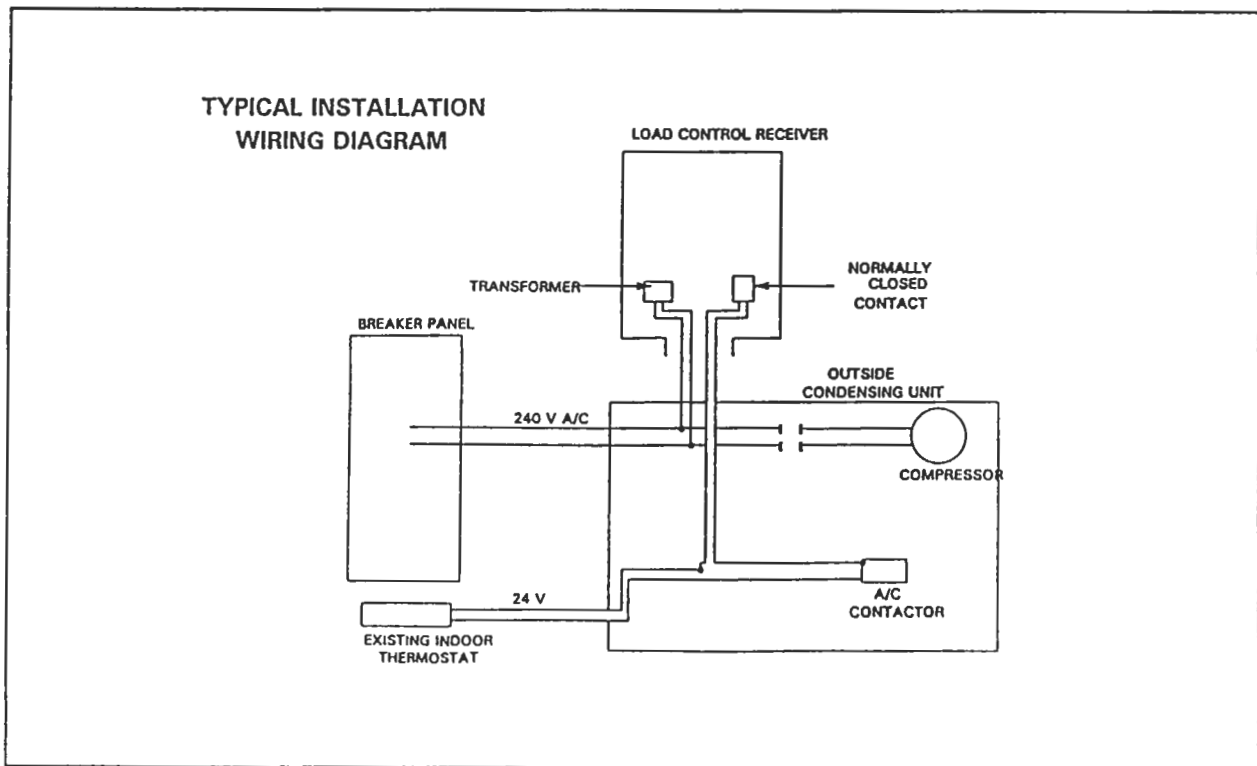 TYPICAL INSTALLATION
WIRING DIAGRAM
LOAD CONTROL RECEIVER
TRANSFORMER
NORMALLY
CLOSED
CONTACT
BREAKER PANEL
OUTSIDE
CONDENSING UNIT
240 V A/C
COMPRESSOR
24 V
A/C
CONTACTOR
EXISTING INDOOR
THERMOSTAT